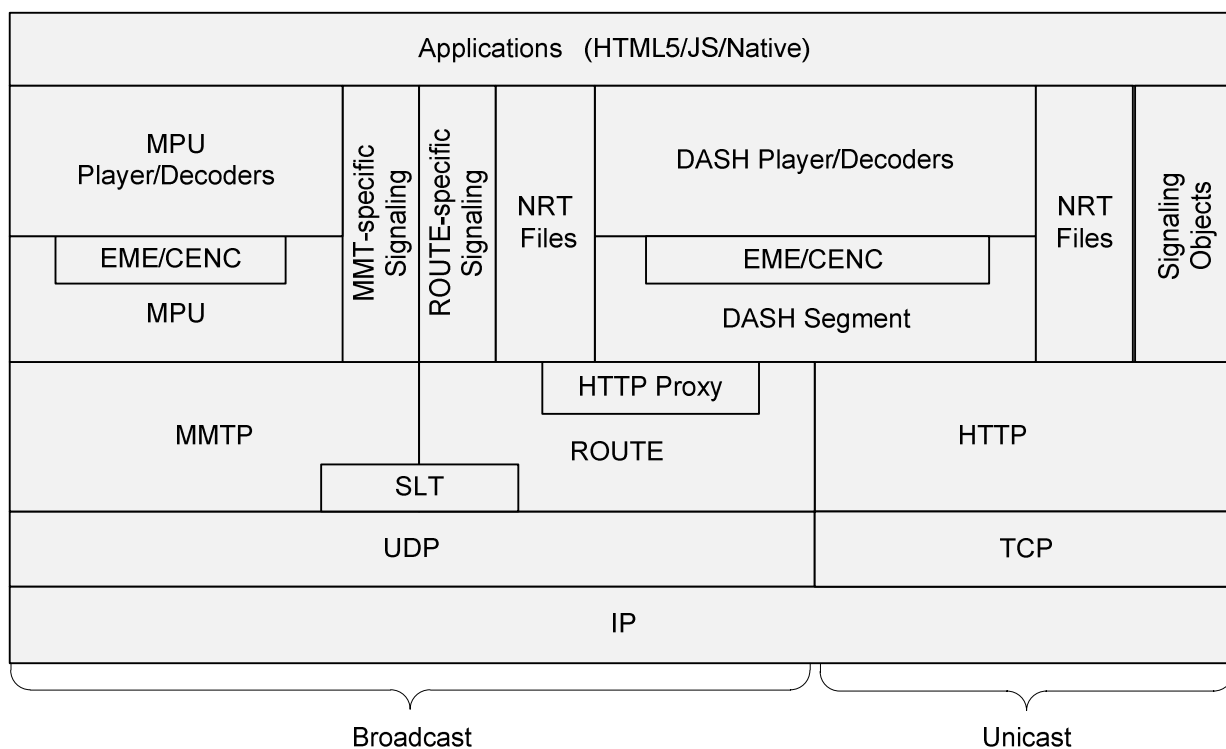 Applications (HTML5/JS/Native)
MPU
Player/Decoders
EME/CENC
MPU
MMT-specific
Signaling
ROUTE-specific
Signaling
NRT
Files
DASH Player/Decoders
EME/CENC
DASH Segment
NRT
Files
Signaling
Objects
MMTP
HTTP Proxy
ROUTE
SLT
HTTP
UDP
TCP
IP
Broadcast
Unicast